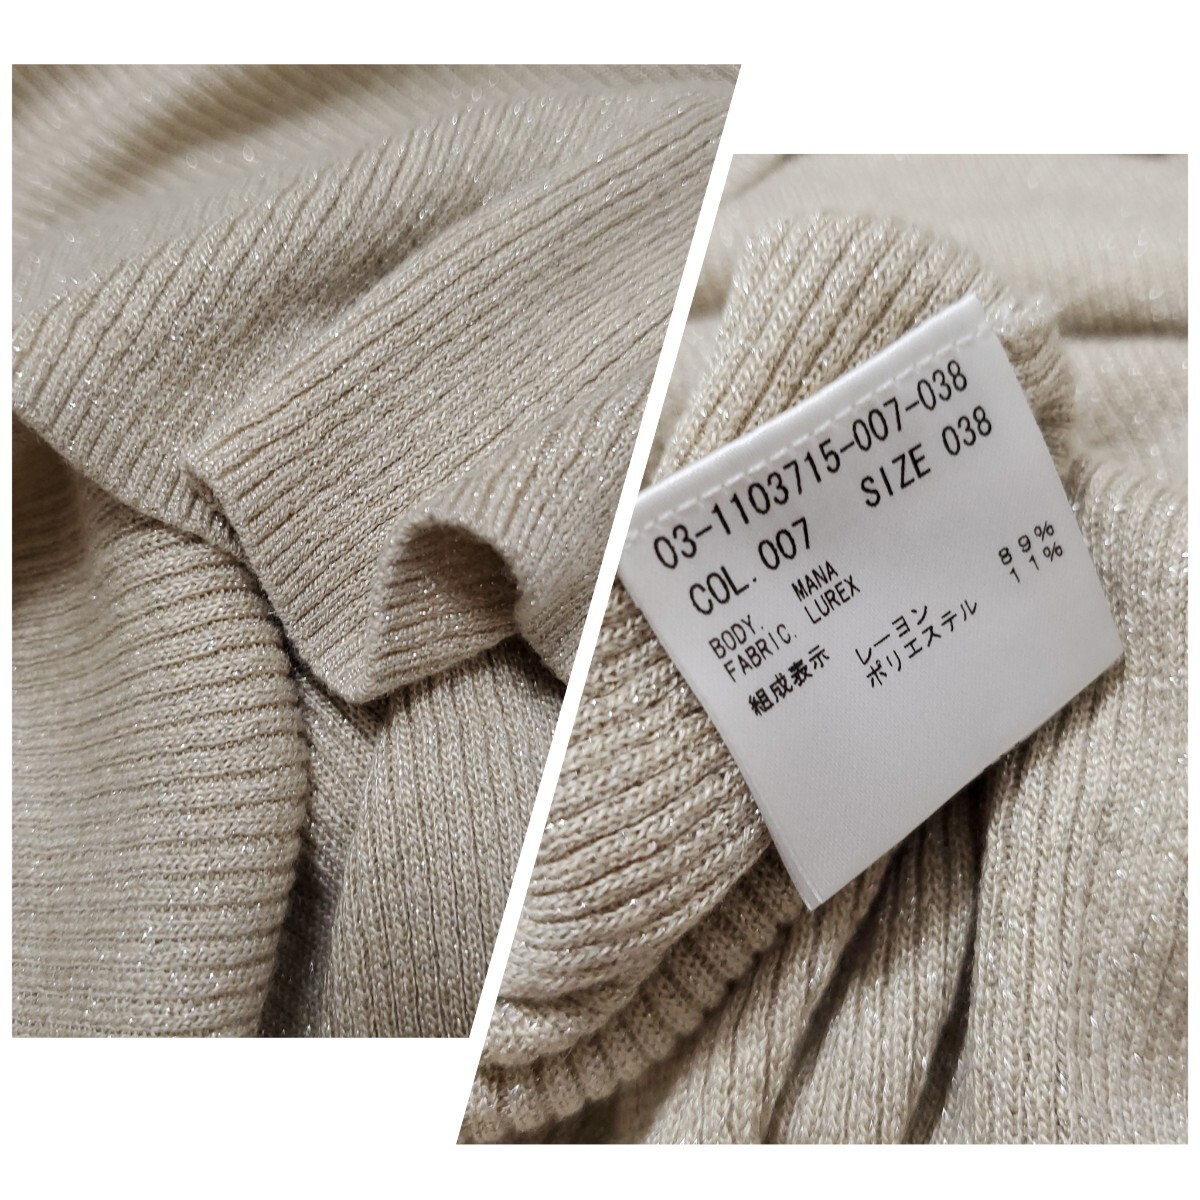 03-1103715-007-038
COL. 007 SIZE 038
BODY. MANA
FABRIC. LUREX
組成表示 レーヨン 89%
ポリエステル 11%